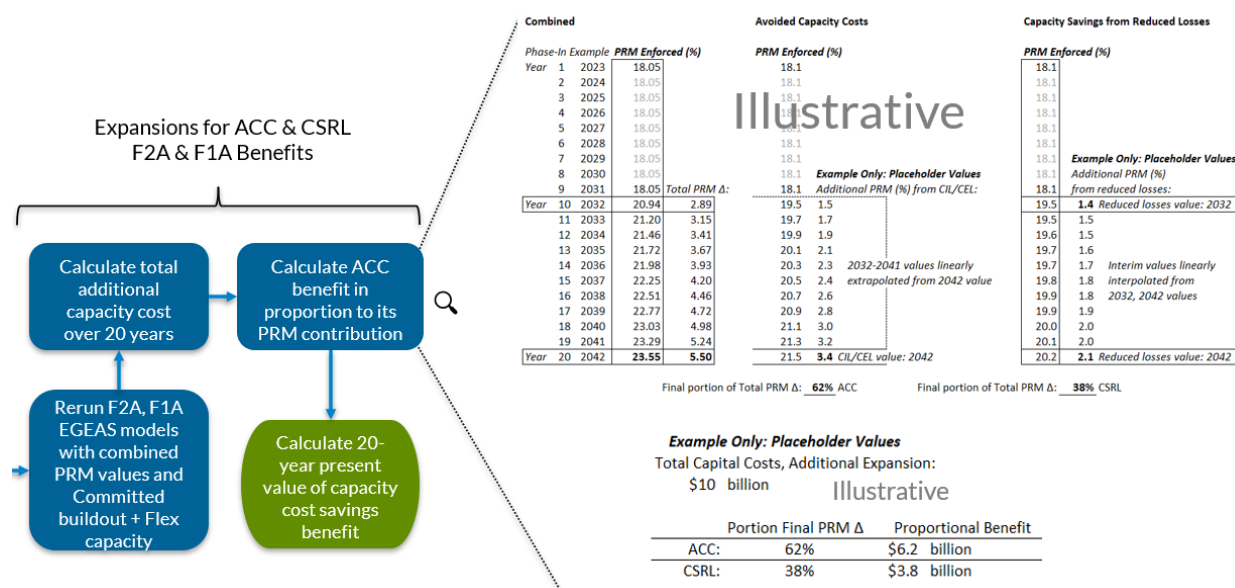 Expansions for ACC & CSRL
F2A & F1A Benefits
Calculate total
additional
capacity cost
over 20 years
Calculate ACC
benefit in
proportion to its
PRM contribution
Rerun F2A, F1A
EGEAS models
with combined
PRM values and
Committed
buildout + Flex
capacity
Calculate 20-
year present
value of capacity
cost savings
benefit
Combined
Phase-In Example PRM Enforced (%)
Year 1 2023 18.05
2 2024 18.05
3 2025 18.05
4 2026 18.05
5 2027 18.05
6 2028 18.05
7 2029 18.05
8 2030 18.05
9 2031 18.05 Total PRM Δ:
Year 10 2032 20.94 2.89
11 2033 21.20 3.15
12 2034 21.46 3.41
13 2035 21.72 3.67
14 2036 21.98 3.93
15 2037 22.25 4.20
16 2038 22.51 4.46
17 2039 22.77 4.72
18 2040 23.03 4.98
19 2041 23.29 5.24
Year 20 2042 23.55 5.50
Avoided Capacity Costs
PRM Enforced (%)
18.1
18.1
18.1
18.1
18.1
18.1
18.1
Illustrative
18.1
Example Only: Placeholder Values
18.1 Additional PRM (%) from CIL/CEL:
19.5 1.5
19.7 1.7
19.9 1.9
20.1 2.1
20.3 2.3 2032-2041 values linearly
20.5 2.4 extrapolated from 2042 value
20.7 2.6
20.9 2.8
21.1 3.0
21.3 3.2
21.5 3.4 CIL/CEL value: 2042
Final portion of Total PRM Δ: 62% ACC
Capacity Savings from Reduced Losses
PRM Enforced (%)
18.1
18.1
18.1
18.1
18.1
18.1
18.1 Example Only: Placeholder Values
18.1 Additional PRM (%)
18.1 from reduced losses:
19.5 1.4 Reduced losses value: 2032
19.5 1.5
19.6 1.5
19.7 1.6
19.7 1.7 Interim values linearly
19.8 1.8 interpolated from
19.9 1.8 2032, 2042 values
19.9 1.9
20.0 2.0
20.1 2.0
20.2 2.1 Reduced losses value: 2042
Final portion of Total PRM Δ: 38% CSRL
Example Only: Placeholder Values
Total Capital Costs, Additional Expansion:
$10 billion
Illustrative
Portion Final PRM Δ Proportional Benefit
ACC: 62% $6.2 billion
CSRL: 38% $3.8 billion